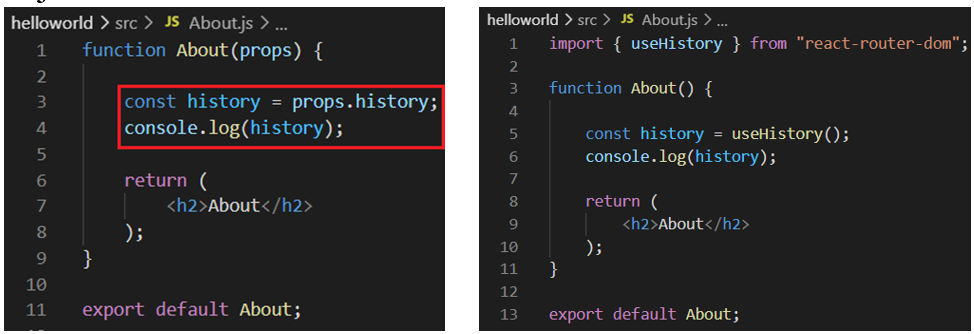 helloworld > src > JS About.js > ...
1 function About(props) {
2
3 const history = props.history;
4 console.log(history);
5
6 return (
7 <h2>About</h2>
8 );
9 }
10
11 export default About;
helloworld > src > JS About.js > ...
1 import { useHistory } from "react-router-dom";
2
3 function About() {
4
5 const history = useHistory();
6 console.log(history);
7
8 return (
9 <h2>About</h2>
10 );
11 }
12
13 export default About;